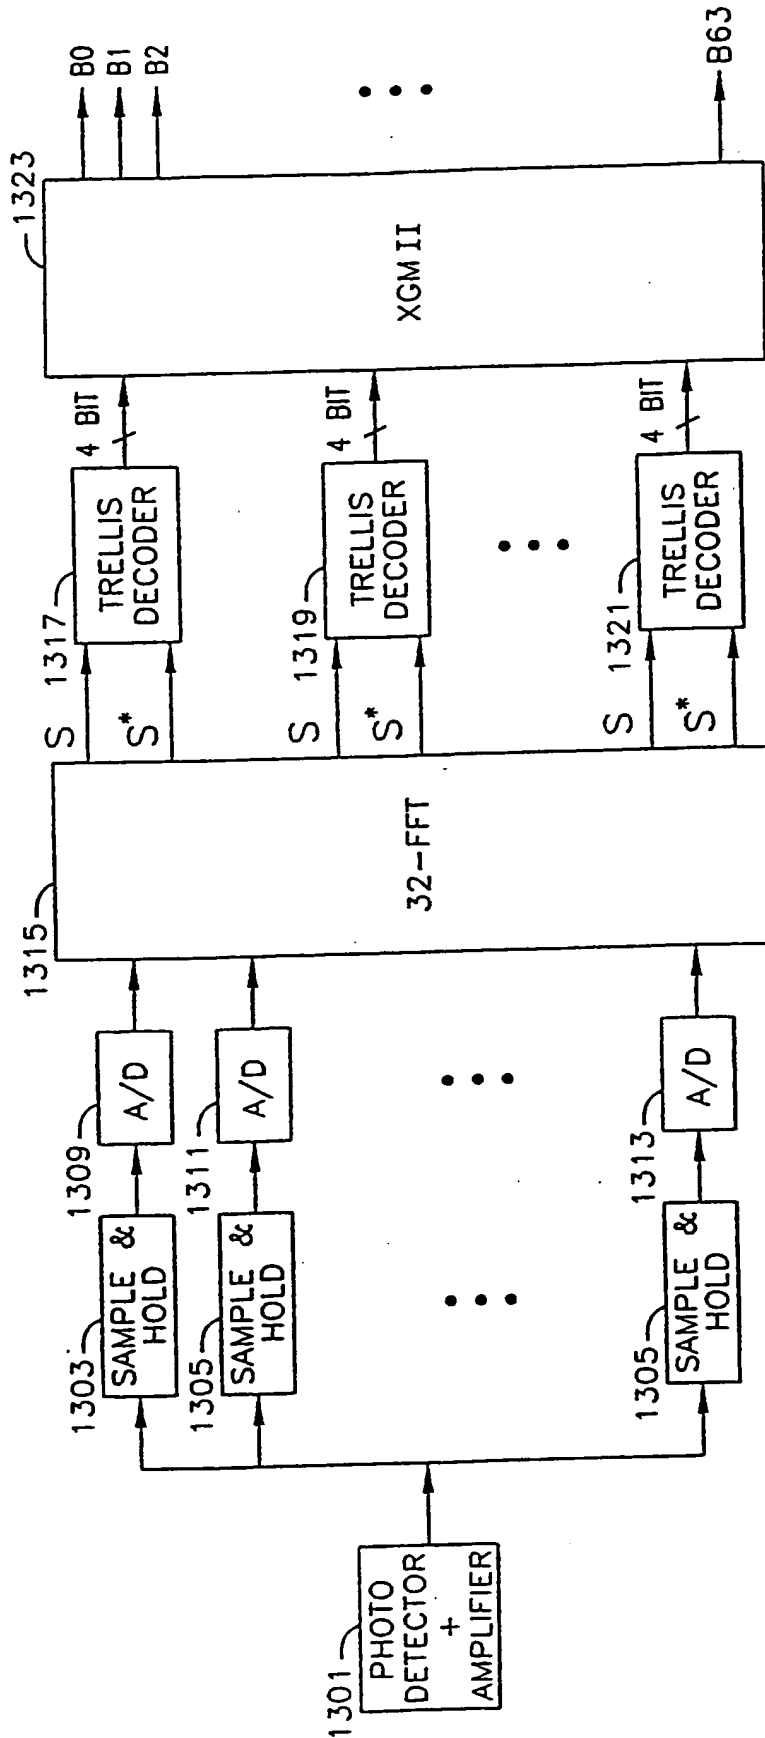 1301
PHOTO
DETECTOR
+
AMPLIFIER
1303
SAMPLE &
HOLD
1305
SAMPLE &
HOLD
1305
SAMPLE &
HOLD
1309
A/D
1311
A/D
1313
A/D
1315
32-FFT
S
S*
S
S*
S
S*
1317
TRELLIS
DECODER
1319
TRELLIS
DECODER
1321
TRELLIS
DECODER
4 BIT
4 BIT
4 BIT
1323
XGMII
B0
B1
B2
B63